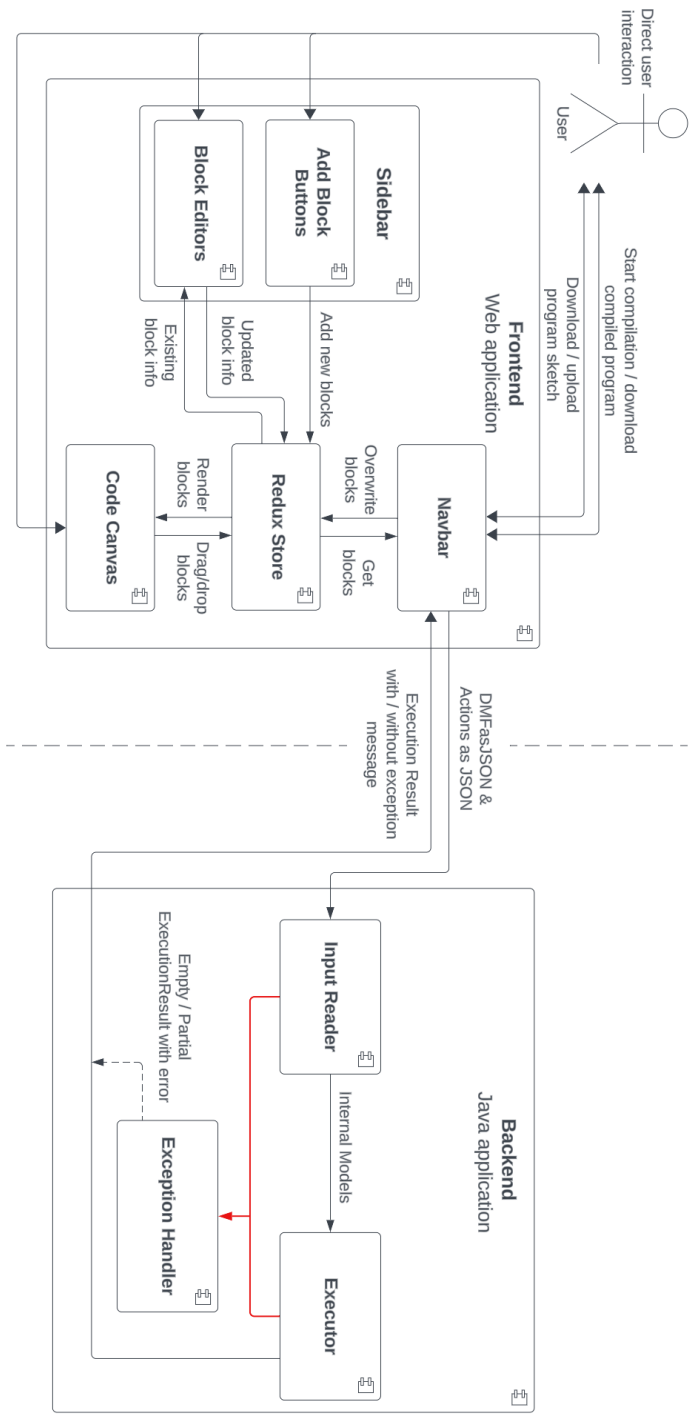 Direct user
interaction
User
Start compilation / download
compiled program
Download / upload
program sketch
Frontend
Web application
Sidebar
Add Block
Buttons
Block Editors
Add new blocks
Updated
block info
Existing
block info
Navbar
Overwrite
blocks
Get
blocks
Redux Store
Render
blocks
Drag/drop
blocks
Code Canvas
DMFasJSON &
Actions as JSON
Execution Result
with / without exception
message
Backend
Java application
Input Reader
Internal Models
Executor
Empty / Partial
ExecutionResult with error
Exception Handler